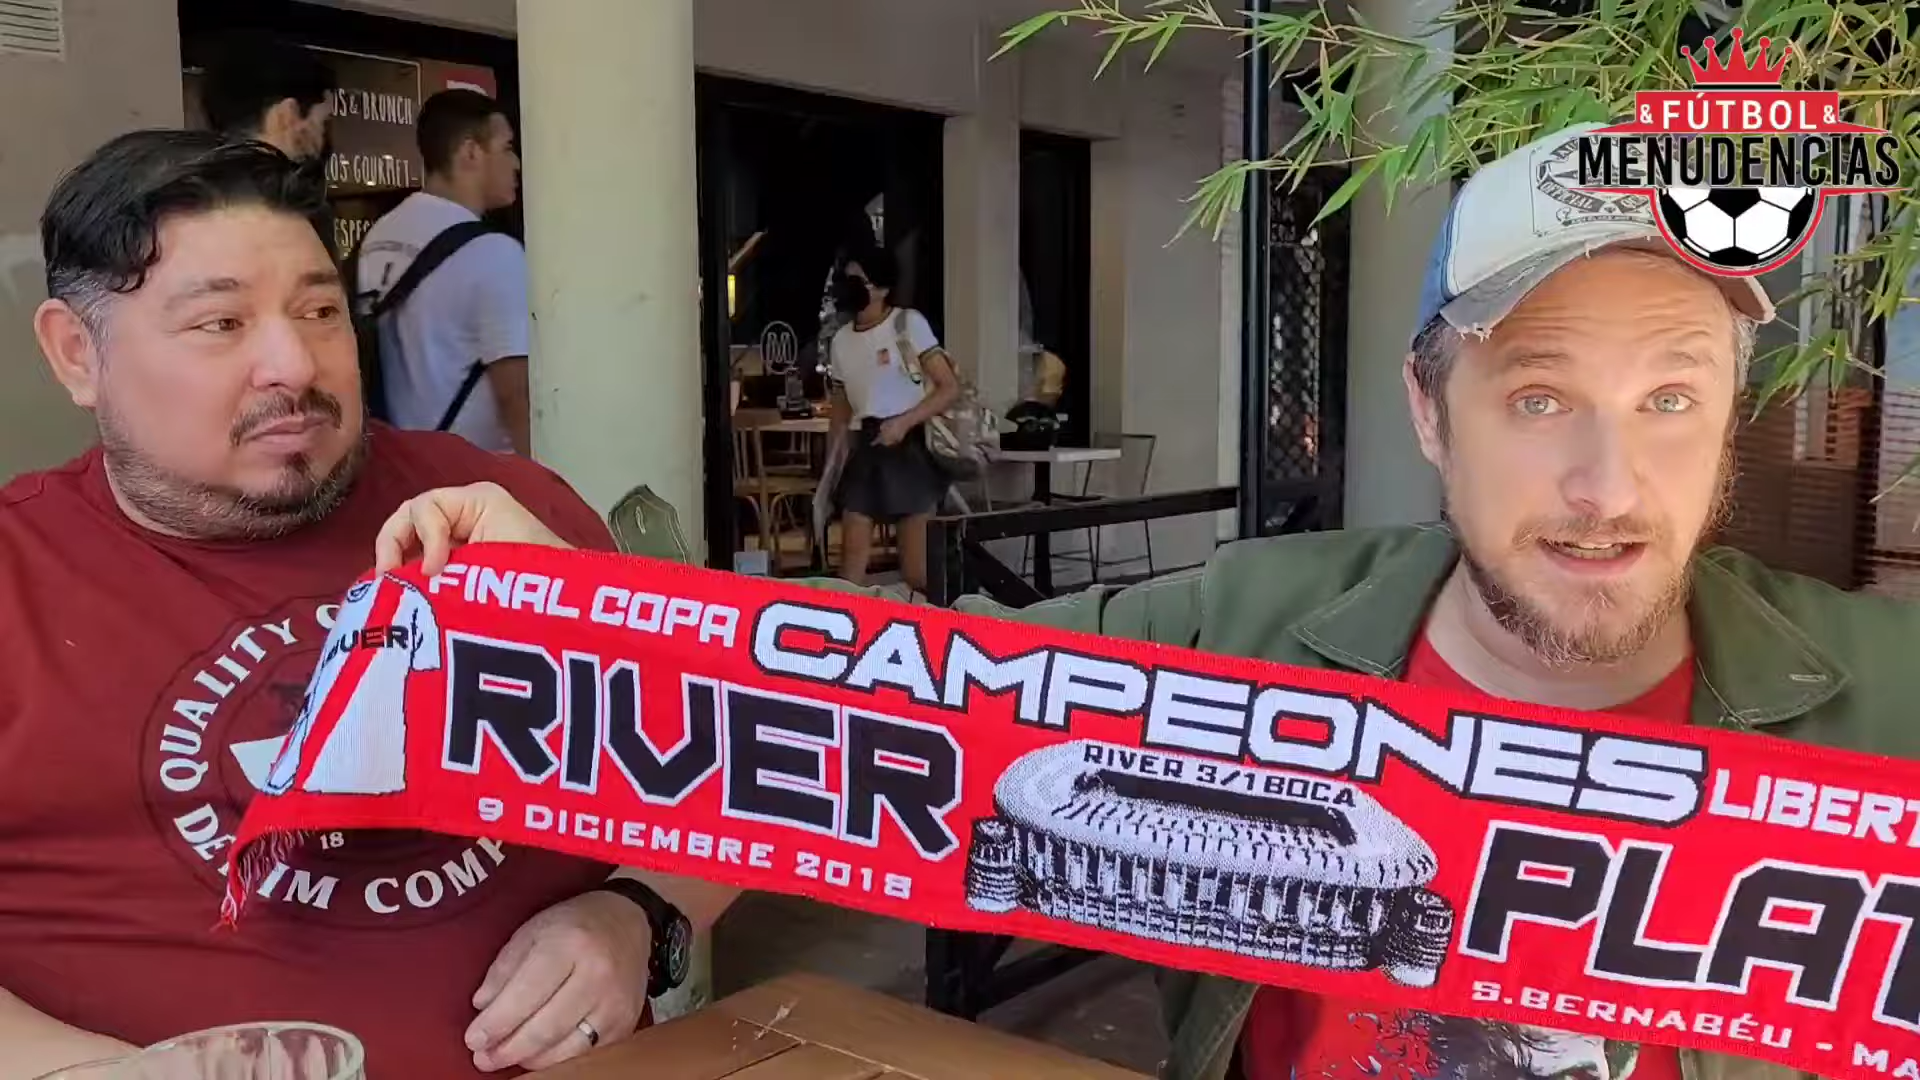 & FÚTBOL &
MENUDENCIAS
& BRUNCH
GOURMET
FINAL COPA CAMPEONES LIBERT
RIVER PLAT
RIVER 3/1 BOCA
9 DICIEMBRE 2018
S.BERNABÉU - MA
QUALITY
DENIM COMP
18